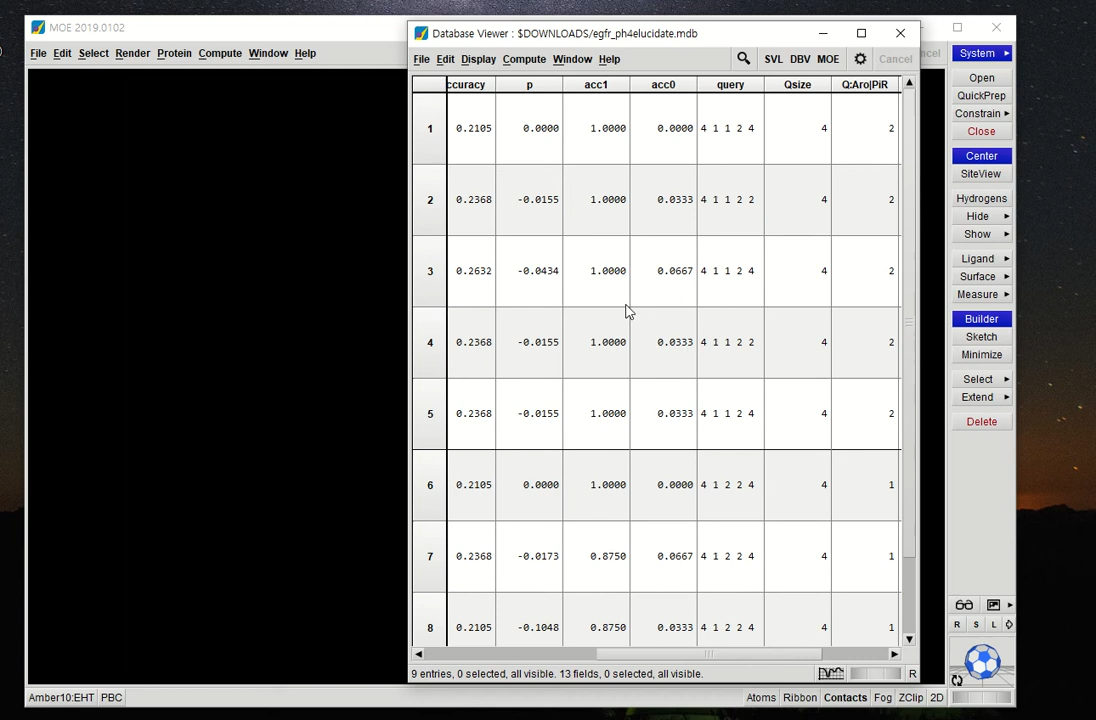 MOE 2019.0102
File Edit Select Render Protein Compute Window Help
Database Viewer : $DOWNLOADS/egfr_ph4elucidate.mdb
File Edit Display Compute Window Help
SVL DBV MOE Cancel
ccuracy p acc1 acc0 query Qsize Q:Aro|PiR
1 0.2105 0.0000 1.0000 0.0000 4 1 1 2 4 4 2
2 0.2368 -0.0155 1.0000 0.0333 4 1 1 2 2 4 2
3 0.2632 -0.0434 1.0000 0.0667 4 1 1 2 4 4 2
4 0.2368 -0.0155 1.0000 0.0333 4 1 1 2 2 4 2
5 0.2368 -0.0155 1.0000 0.0333 4 1 1 2 4 4 2
6 0.2105 0.0000 1.0000 0.0000 4 1 2 2 4 4 1
7 0.2368 -0.0173 0.8750 0.0667 4 1 2 2 4 4 1
8 0.2105 -0.1048 0.8750 0.0333 4 1 2 2 4 4 1
9 entries, 0 selected, all visible. 13 fields, 0 selected, all visible.
R
ncel
System
Open
QuickPrep
Constrain
Close
Center
SiteView
Hydrogens
Hide
Show
Ligand
Surface
Measure
Builder
Sketch
Minimize
Select
Extend
Delete
R S L
Amber10:EHT PBC
Atoms Ribbon Contacts Fog ZClip 2D